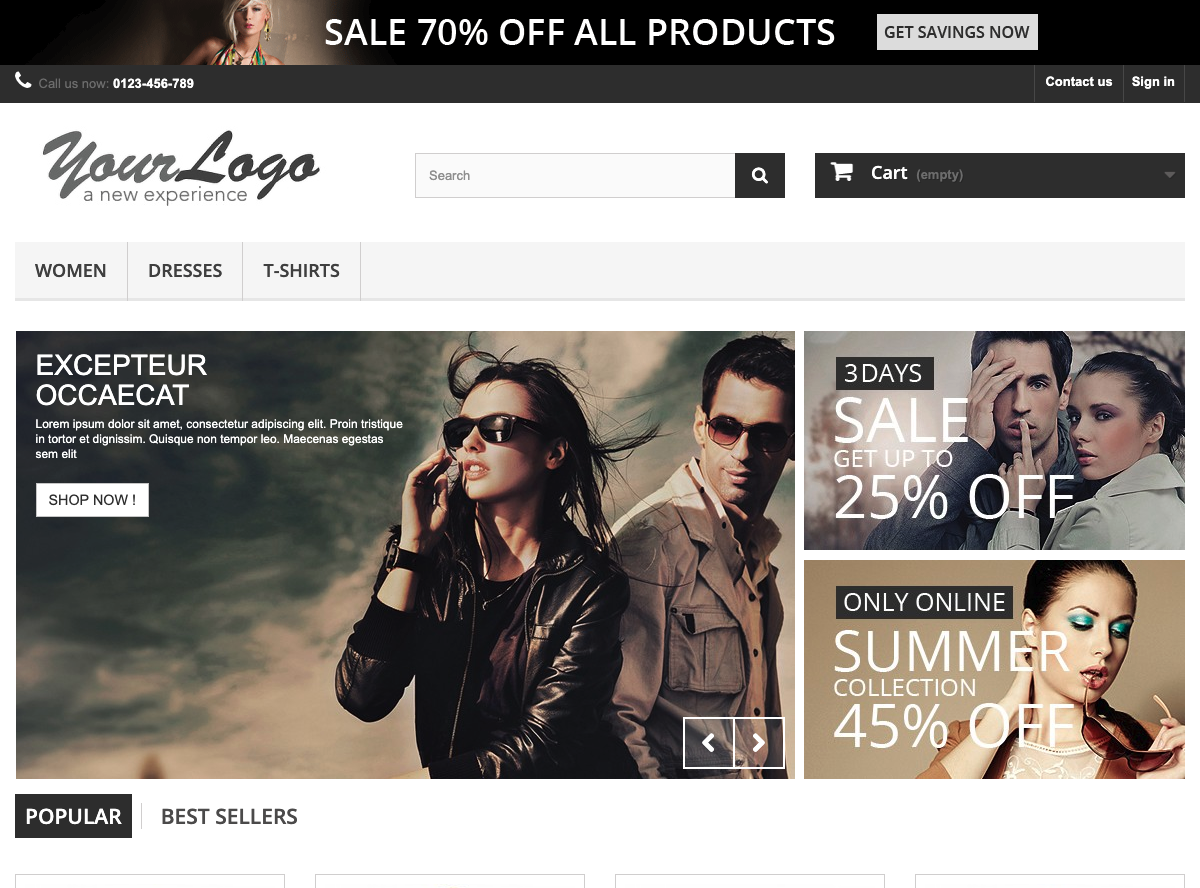 SALE 70% OFF ALL PRODUCTS
GET SAVINGS NOW
Call us now: 0123-456-789
Contact us
Sign in
YourLogo
a new experience
Search
Cart (empty)
WOMEN
DRESSES
T-SHIRTS
EXCEPTEUR
OCCAECAT
Lorem ipsum dolor sit amet, consectetur adipiscing elit. Proin tristique
in tortor et dignissim. Quisque non tempor leo. Maecenas egestas
sem elit
SHOP NOW !
3DAYS
SALE
GET UP TO
25% OFF
ONLY ONLINE
SUMMER
COLLECTION
45% OFF
POPULAR
BEST SELLERS